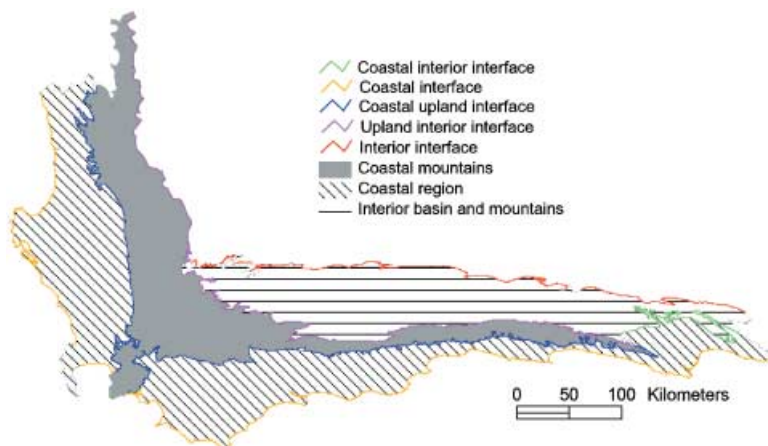 Coastal interior interface
Coastal interface
Coastal upland interface
Upland interior interface
Interior interface
Coastal mountains
Coastal region
Interior basin and mountains
0 50 100 Kilometers